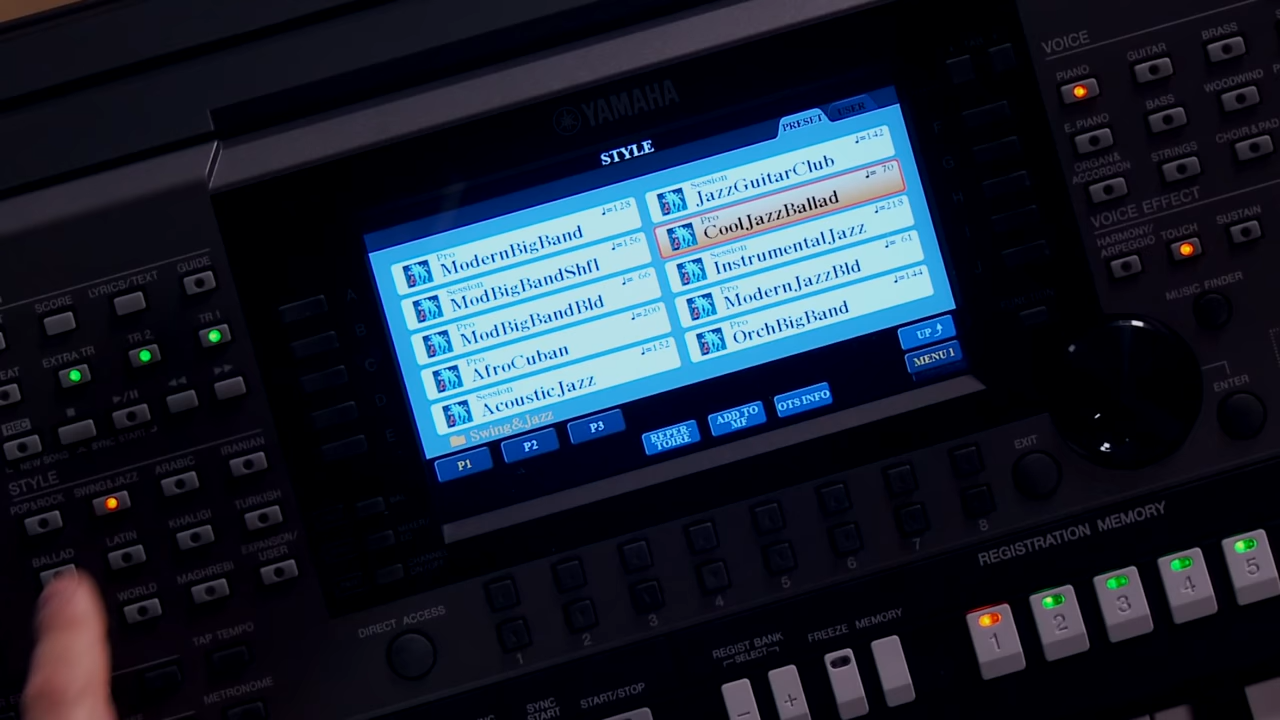 YAMAHA
STYLE
PRESET
USER
Pro
ModernBigBand
♩=128
Session
ModBigBandShfl
♩=156
Pro
ModBigBandBld
♩= 66
Pro
AfroCuban
♩=200
Session
AcousticJazz
♩=152
Session
JazzGuitarClub
♩=142
Pro
CoolJazzBallad
♩= 70
Session
InstrumentalJazz
♩=218
Pro
ModernJazzBld
♩= 61
Pro
OrchBigBand
♩=144
Swing&Jazz
P1
P2
P3
REPER-
TOIRE
ADD TO
MF
OTS INFO
UP
MENU 1
SCORE
LYRICS/TEXT
GUIDE
EXTRA TR
TR 2
TR 1
REC
NEW SONG
SYNC START
STYLE
POP&ROCK
SWING&JAZZ
ARABIC
IRANIAN
BALLAD
LATIN
KHALIGI
TURKISH
WORLD
MAGHREBI
EXPANSION/
USER
TAP TEMPO
METRONOME
DIRECT ACCESS
A
B
C
D
E
F
G
H
1
2
3
4
5
6
7
8
SYNC
START
START/STOP
REGIST BANK
SELECT
−
+
FREEZE
MEMORY
REGISTRATION MEMORY
1
2
3
4
5
EXIT
ENTER
MUSIC FINDER
VOICE
PIANO
GUITAR
BRASS
E.PIANO
BASS
WOODWIND
ORGAN&
ACCORDION
STRINGS
CHOIR&PAD
VOICE EFFECT
HARMONY/
ARPEGGIO
TOUCH
SUSTAIN